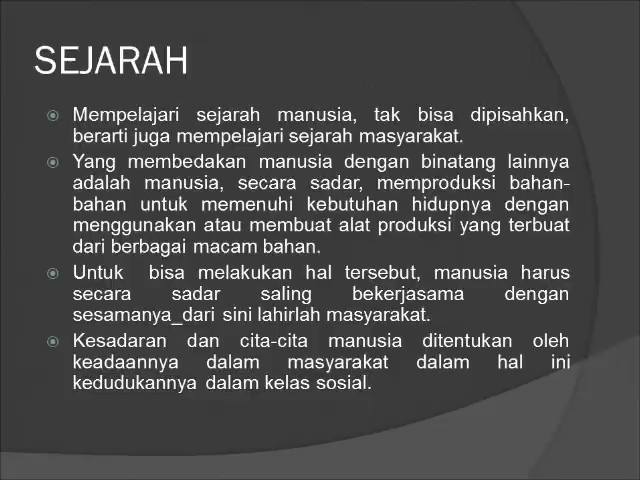 SEJARAH
Mempelajari sejarah manusia, tak bisa dipisahkan,
berarti juga mempelajari sejarah masyarakat.
Yang membedakan manusia dengan binatang lainnya
adalah manusia, secara sadar, memproduksi bahan-
bahan untuk memenuhi kebutuhan hidupnya dengan
menggunakan atau membuat alat produksi yang terbuat
dari berbagai macam bahan.
Untuk bisa melakukan hal tersebut, manusia harus
secara sadar saling bekerjasama dengan
sesamanya_dari sini lahirlah masyarakat.
Kesadaran dan cita-cita manusia ditentukan oleh
keadaannya dalam masyarakat dalam hal ini
kedudukannya dalam kelas sosial.